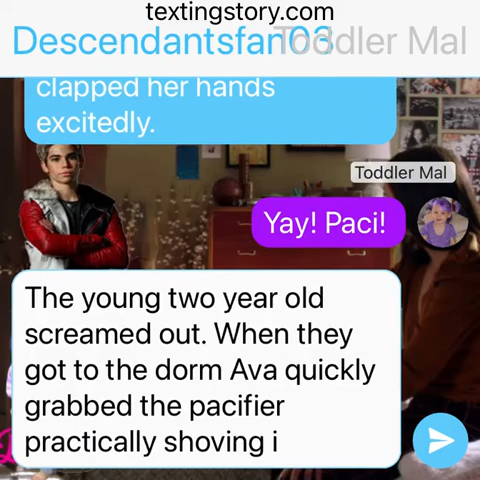 textingstory.com
Descendantsfan03 Toddler Mal
clapped her hands
excitedly.
Toddler Mal
Yay! Paci!
The young two year old
screamed out. When they
got to the dorm Ava quickly
grabbed the pacifier
practically shoving i